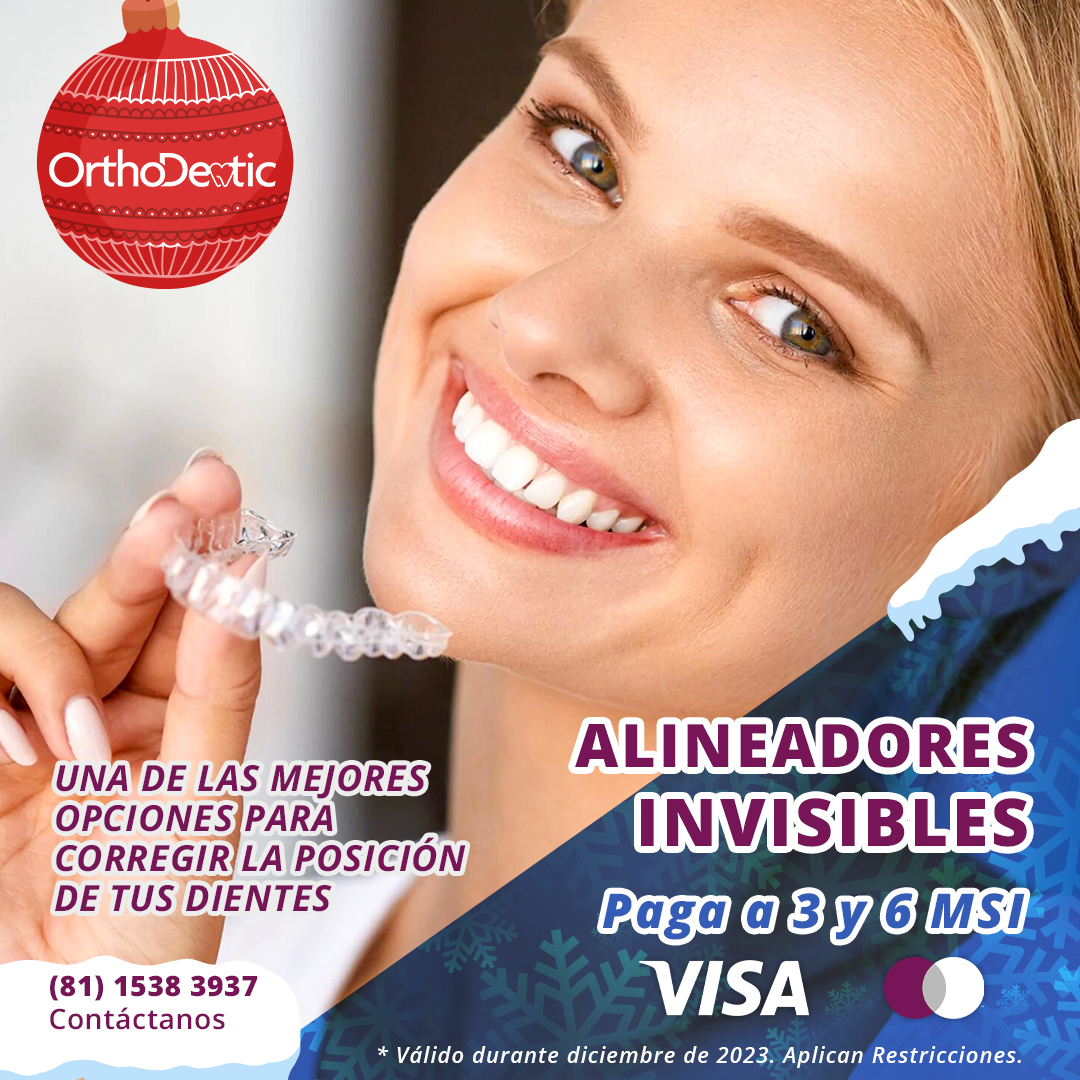 OrthoDentic
UNA DE LAS MEJORES
OPCIONES PARA
CORREGIR LA POSICIÓN
DE TUS DIENTES
ALINEADORES
INVISIBLES
Paga a 3 y 6 MSI
VISA
(81) 1538 3937
Contáctanos
* Válido durante diciembre de 2023. Aplican Restricciones.